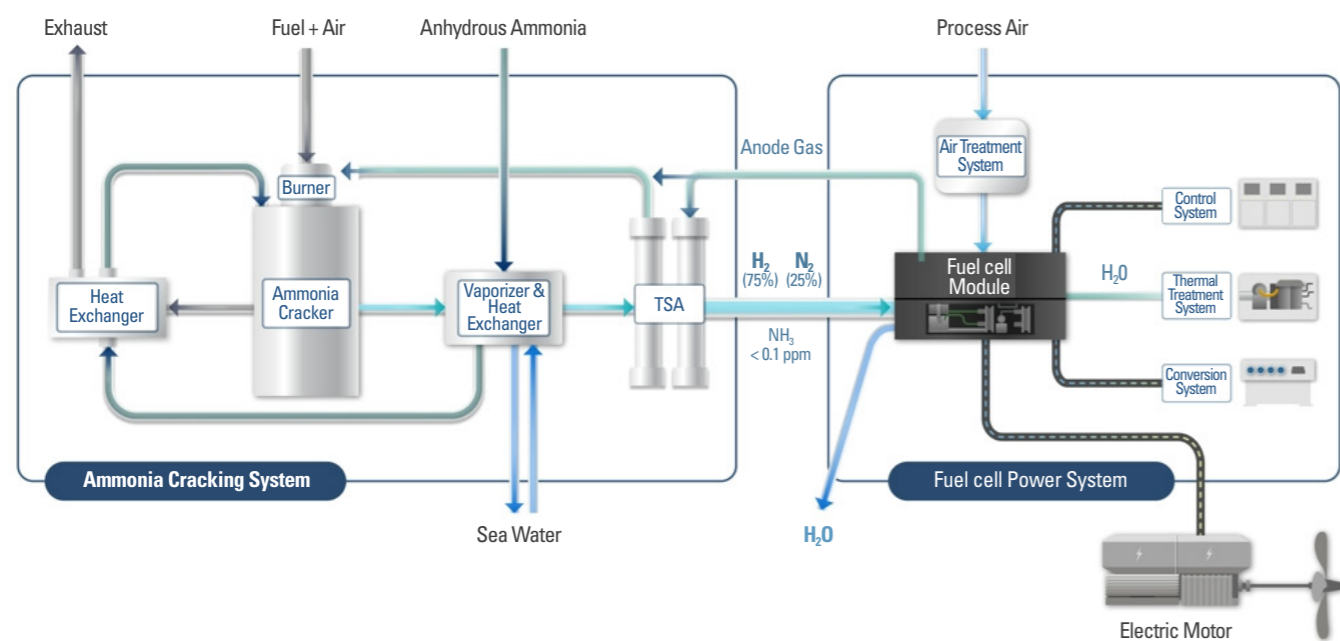 Exhaust
Fuel + Air
Anhydrous Ammonia
Process Air
Anode Gas
Air Treatment
System
Burner
Control
System
Heat
Exchanger
Ammonia
Cracker
Vaporizer &
Heat
Exchanger
TSA
H₂ N₂
(75%) (25%)
NH₃
< 0.1 ppm
Fuel cell
Module
H₂O
Thermal
Treatment
System
Conversion
System
Ammonia Cracking System
Fuel cell Power System
Sea Water
H₂O
Electric Motor